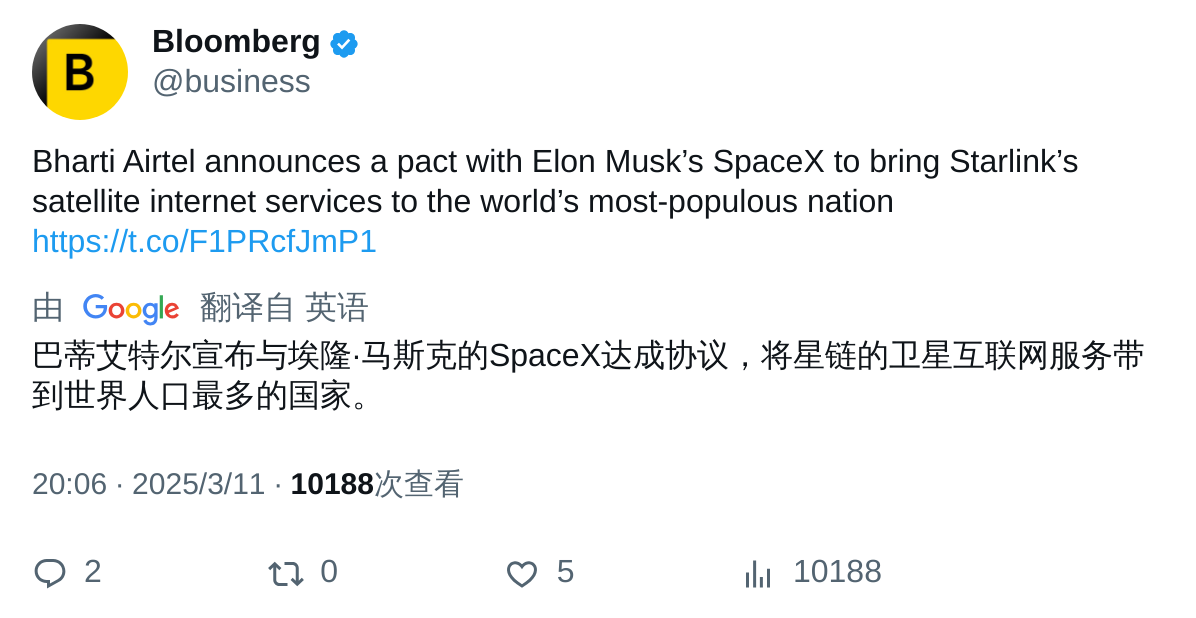 B
Bloomberg
@business
Bharti Airtel announces a pact with Elon Musk’s SpaceX to bring Starlink’s
satellite internet services to the world’s most-populous nation
https://t.co/F1PRcfJmP1
由 Google 翻译自 英语
巴蒂艾特尔宣布与埃隆·马斯克的SpaceX达成协议，将星链的卫星互联网服务带
到世界人口最多的国家。
20:06 · 2025/3/11 · 10188次查看
2 0 5 10188